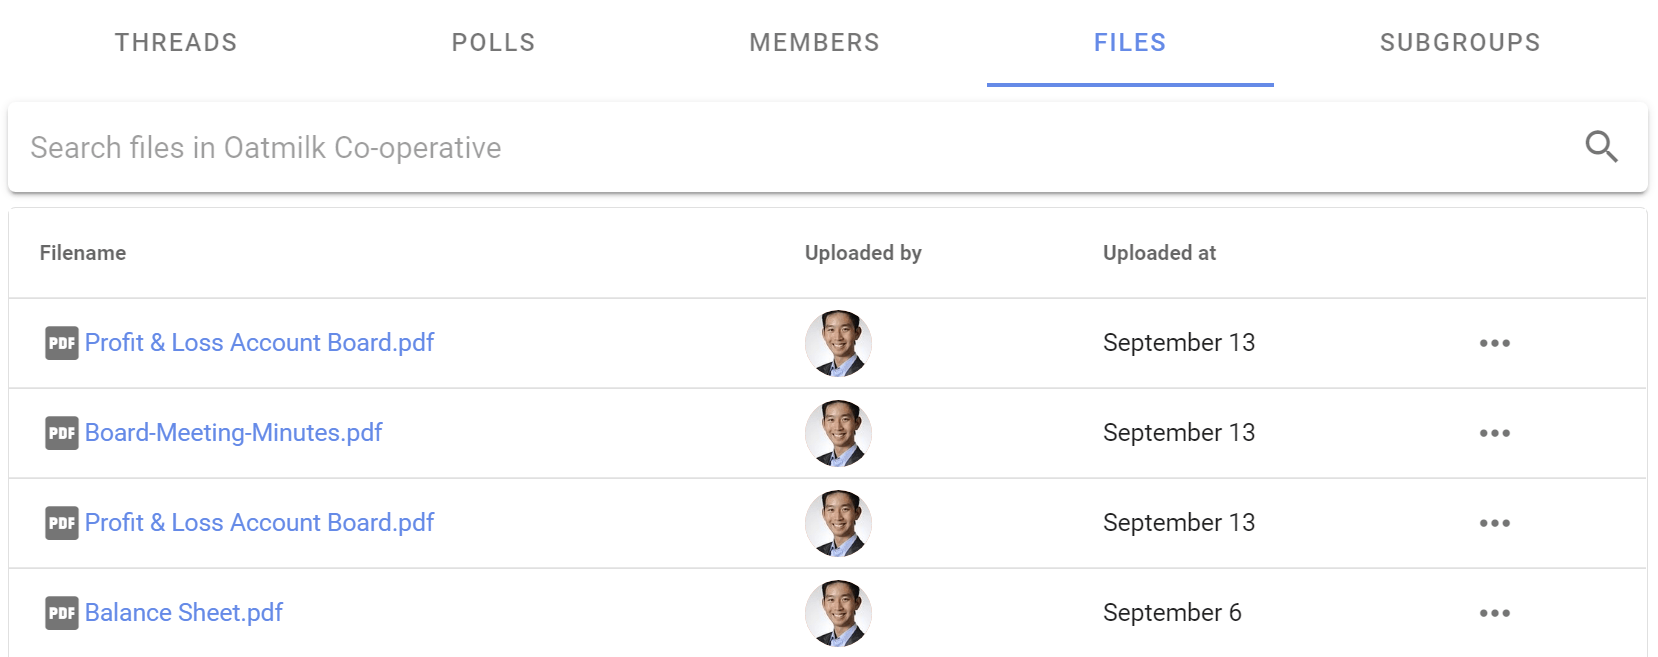 THREADS POLLS MEMBERS FILES SUBGROUPS
Search files in Oatmilk Co-operative
Filename Uploaded by Uploaded at
PDF Profit & Loss Account Board.pdf September 13
PDF Board-Meeting-Minutes.pdf September 13
PDF Profit & Loss Account Board.pdf September 13
PDF Balance Sheet.pdf September 6